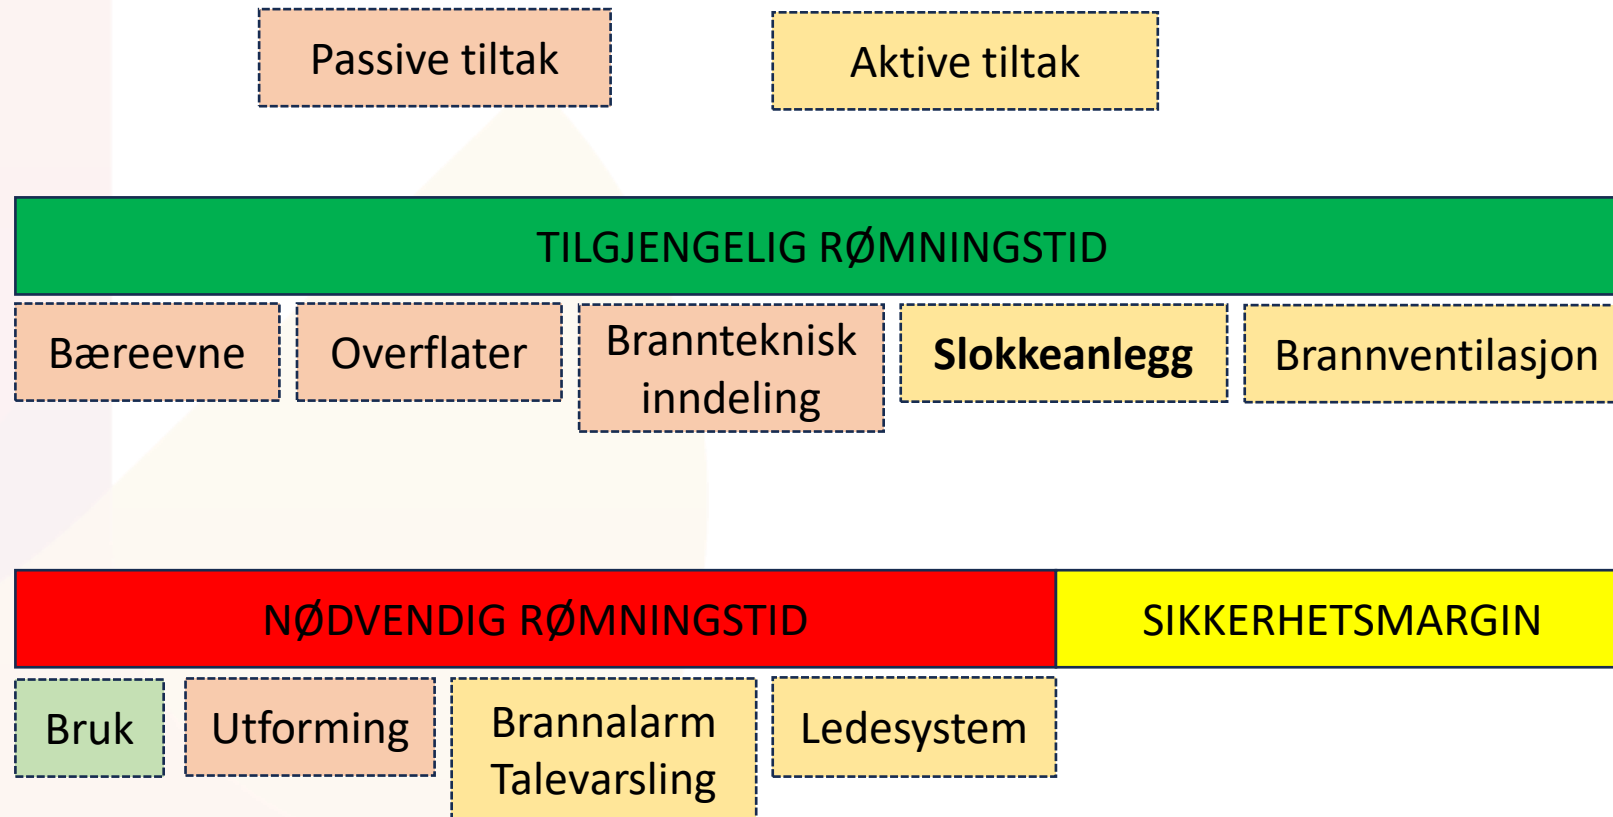 Passive tiltak
Aktive tiltak
TILGJENGELIG RØMNINGSTID
Bæreevne
Overflater
Brannteknisk
inndeling
Slokkeanlegg
Brannventilasjon
NØDVENDIG RØMNINGSTID
SIKKERHETSMARGIN
Bruk
Utforming
Brannalarm
Talevarsling
Ledesystem